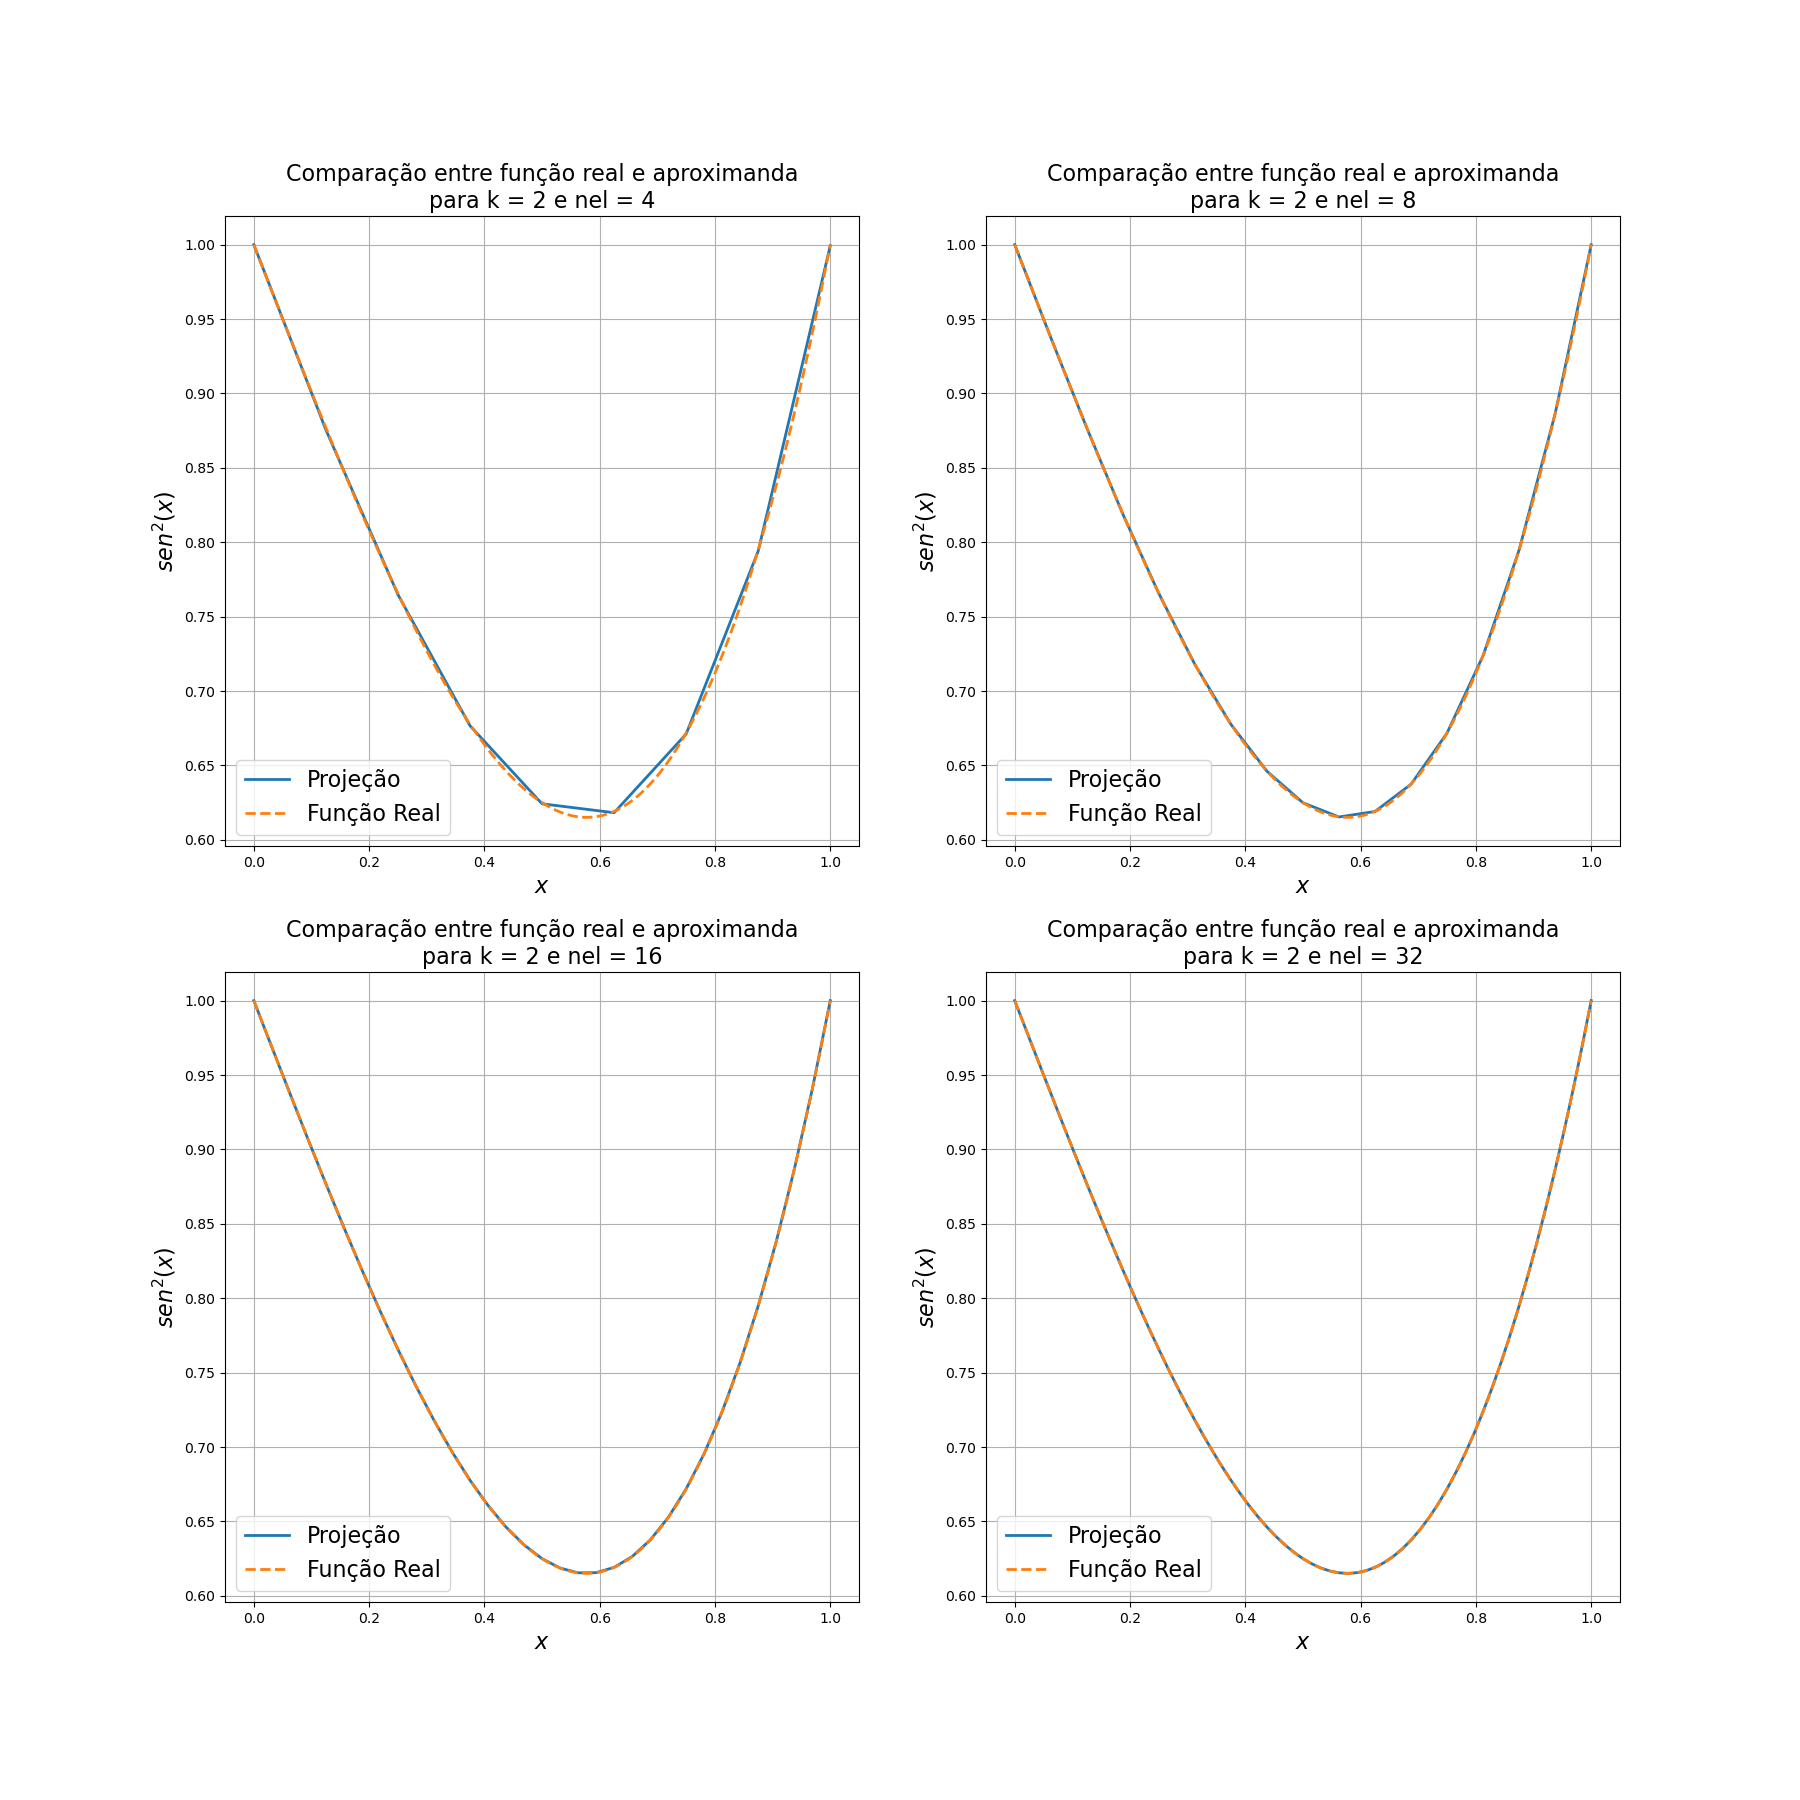 Comparação entre função real e aproximanda
para k = 2 e nel = 4
1.00
0.95
0.90
0.85
0.80
0.75
0.70
0.65
0.60
sen²(x)
Projeção
Função Real
0.0 0.2 0.4 0.6 0.8 1.0
x
Comparação entre função real e aproximanda
para k = 2 e nel = 8
1.00
0.95
0.90
0.85
0.80
0.75
0.70
0.65
0.60
sen²(x)
Projeção
Função Real
0.0 0.2 0.4 0.6 0.8 1.0
x
Comparação entre função real e aproximanda
para k = 2 e nel = 16
1.00
0.95
0.90
0.85
0.80
0.75
0.70
0.65
0.60
sen²(x)
Projeção
Função Real
0.0 0.2 0.4 0.6 0.8 1.0
x
Comparação entre função real e aproximanda
para k = 2 e nel = 32
1.00
0.95
0.90
0.85
0.80
0.75
0.70
0.65
0.60
sen²(x)
Projeção
Função Real
0.0 0.2 0.4 0.6 0.8 1.0
x